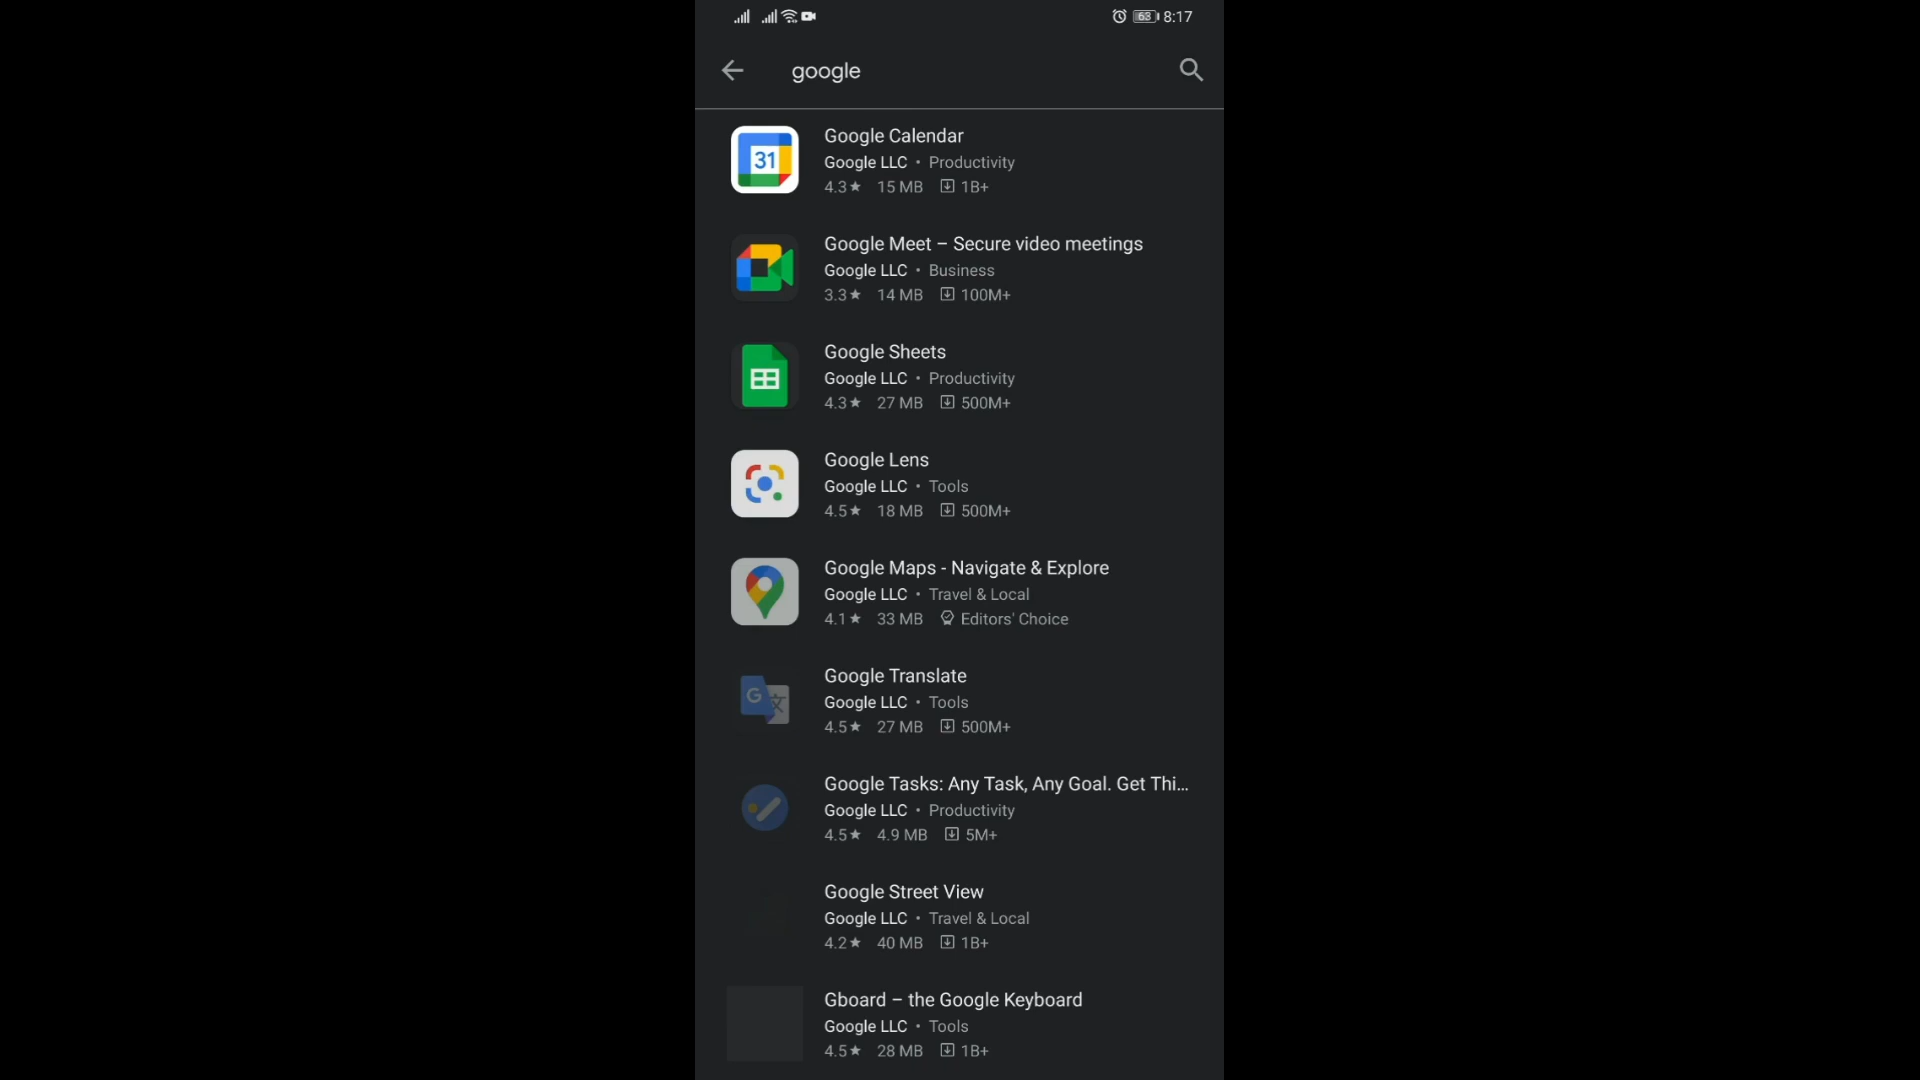 63 8:17
google
31
Google Calendar
Google LLC • Productivity
4.3★ 15 MB 1B+
Google Meet – Secure video meetings
Google LLC • Business
3.3★ 14 MB 100M+
Google Sheets
Google LLC • Productivity
4.3★ 27 MB 500M+
Google Lens
Google LLC • Tools
4.5★ 18 MB 500M+
Google Maps - Navigate & Explore
Google LLC • Travel & Local
4.1★ 33 MB Editors' Choice
G 文
Google Translate
Google LLC • Tools
4.5★ 27 MB 500M+
Google Tasks: Any Task, Any Goal. Get Thi...
Google LLC • Productivity
4.5★ 4.9 MB 5M+
Google Street View
Google LLC • Travel & Local
4.2★ 40 MB 1B+
Gboard – the Google Keyboard
Google LLC • Tools
4.5★ 28 MB 1B+